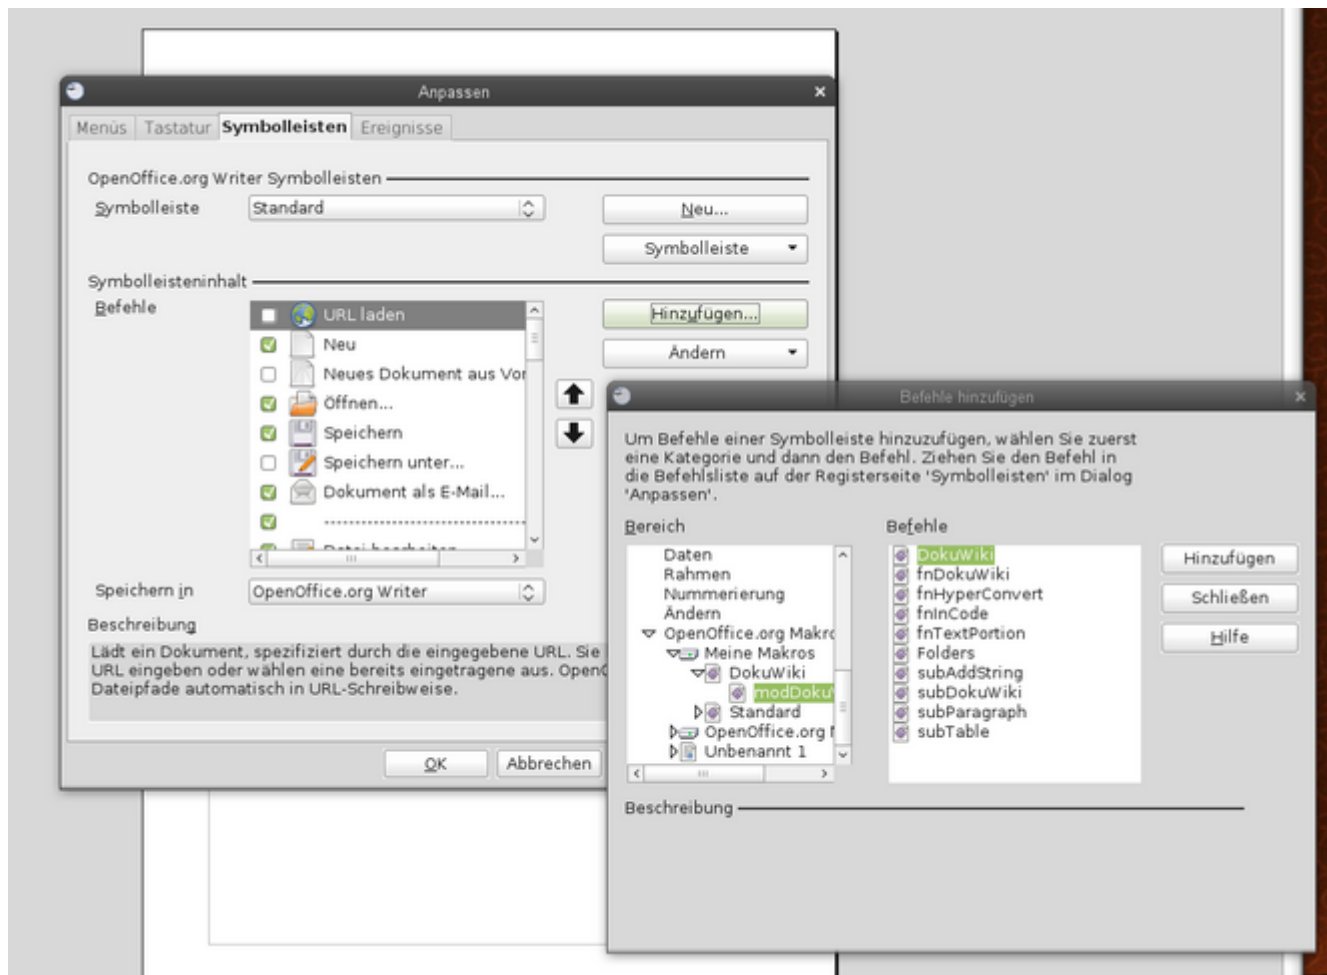 Anpassen
Menüs Tastatur Symbolleisten Ereignisse
OpenOffice.org Writer Symbolleisten
Symbolleiste Standard Neu...
Symbolleiste
Symbolleisteninhalt
Befehle
URL laden
Neu
Neues Dokument aus Vor
Öffnen...
Speichern
Speichern unter...
Dokument als E-Mail...
Hinzufügen...
Ändern
Speichern in OpenOffice.org Writer
Beschreibung
Lädt ein Dokument, spezifiziert durch die eingegebene URL. Sie
URL eingeben oder wählen eine bereits eingetragene aus. OpenO
Dateipfade automatisch in URL-Schreibweise.
OK Abbrechen
Befehle hinzufügen
Um Befehle einer Symbolleiste hinzuzufügen, wählen Sie zuerst
eine Kategorie und dann den Befehl. Ziehen Sie den Befehl in
die Befehlsliste auf der Registerseite 'Symbolleisten' im Dialog
'Anpassen'.
Bereich
Daten
Rahmen
Nummerierung
Ändern
OpenOffice.org Makro
Meine Makros
DokuWiki
modDoku
Standard
OpenOffice.org M
Unbenannt 1
Befehle
DokuWiki
fnDokuWiki
fnHyperConvert
fnInCode
fnTextPortion
Folders
subAddString
subDokuWiki
subParagraph
subTable
Hinzufügen
Schließen
Hilfe
Beschreibung